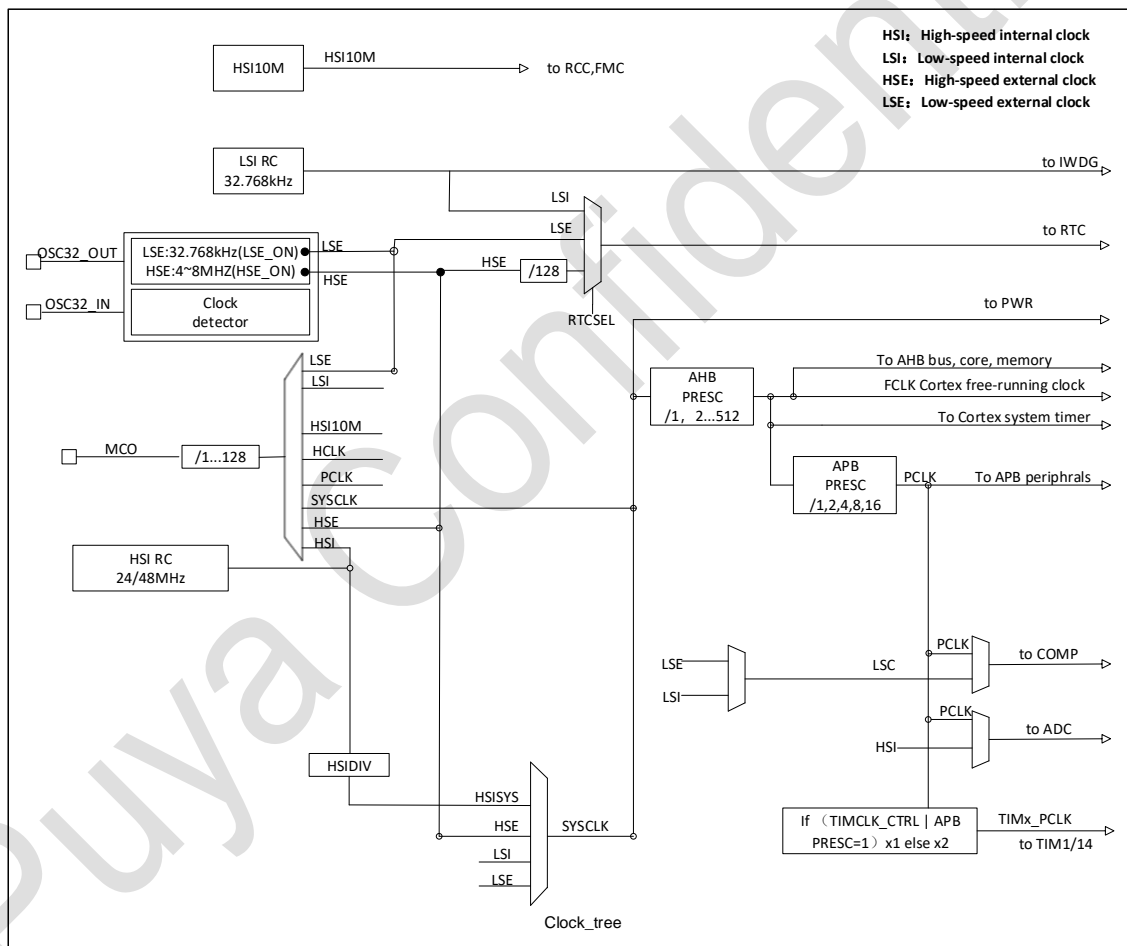 HSI：High-speed internal clock
LSI：Low-speed internal clock
HSE：High-speed external clock
LSE：Low-speed external clock
HSI10M
HSI10M
to RCC,FMC
LSI RC
32.768kHz
to IWDG
LSI
LSE
to RTC
OSC32_OUT
LSE:32.768kHz(LSE_ON)
HSE:4~8MHZ(HSE_ON)
LSE
HSE
HSE
/128
OSC32_IN
Clock
detector
RTCSEL
to PWR
LSE
LSI
HSI10M
HCLK
PCLK
SYSCLK
HSE
HSI
MCO
/1...128
AHB
PRESC
/1，2...512
To AHB bus, core, memory
FCLK Cortex free-running clock
To Cortex system timer
APB
PRESC
/1,2,4,8,16
PCLK
To APB periphrals
HSI RC
24/48MHz
LSE
LSI
LSC
PCLK
to COMP
PCLK
HSI
to ADC
HSIDIV
HSISYS
HSE
LSI
LSE
SYSCLK
If （TIMCLK_CTRL | APB
PRESC=1）x1 else x2
TIMx_PCLK
to TIM1/14
Clock_tree
Puya Confidenti